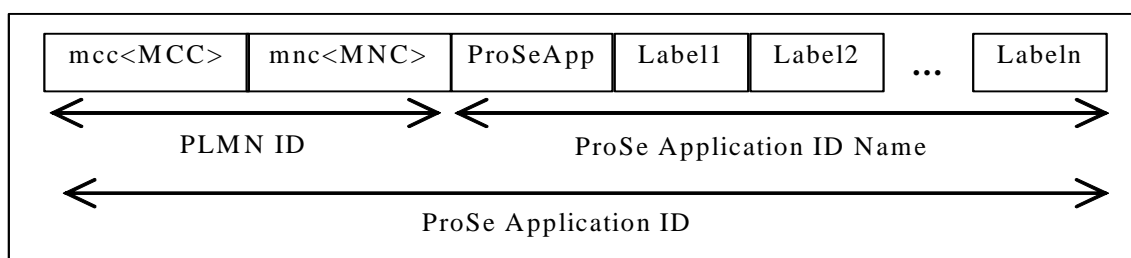 mcc<MCC> mnc<MNC> ProSeApp Label1 Label2 ... Labeln
PLMN ID ProSe Application ID Name
ProSe Application ID